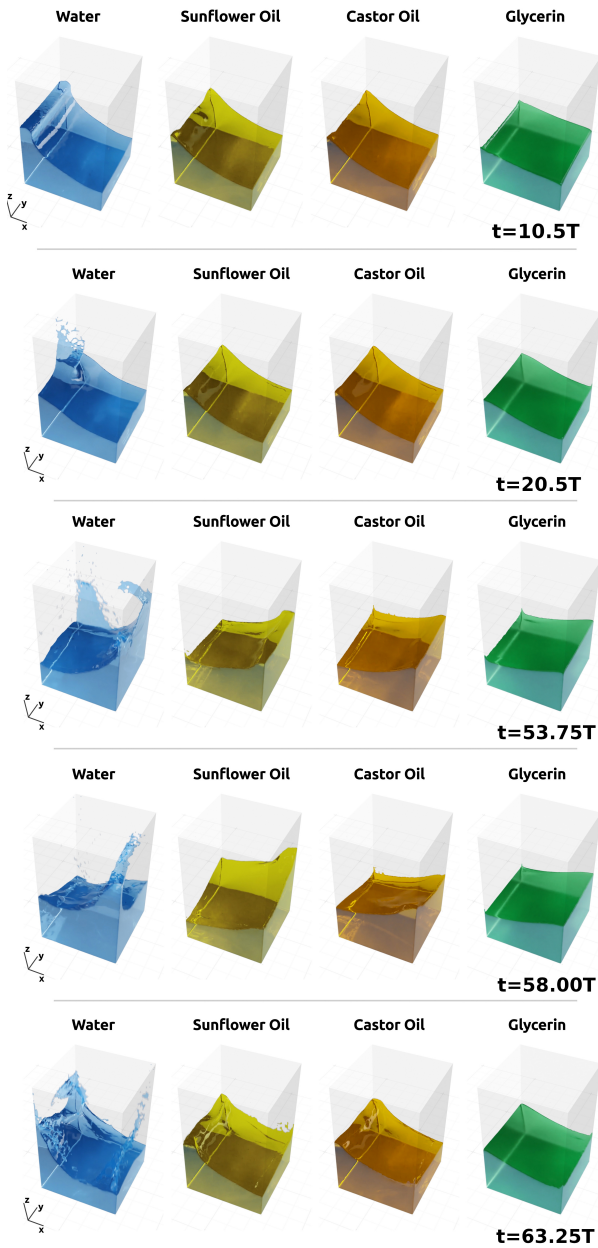 Water Sunflower Oil Castor Oil Glycerin
z
y
x
t=10.5T
Water Sunflower Oil Castor Oil Glycerin
z
y
x
t=20.5T
Water Sunflower Oil Castor Oil Glycerin
z
y
x
t=53.75T
Water Sunflower Oil Castor Oil Glycerin
z
y
x
t=58.00T
Water Sunflower Oil Castor Oil Glycerin
z
y
x
t=63.25T